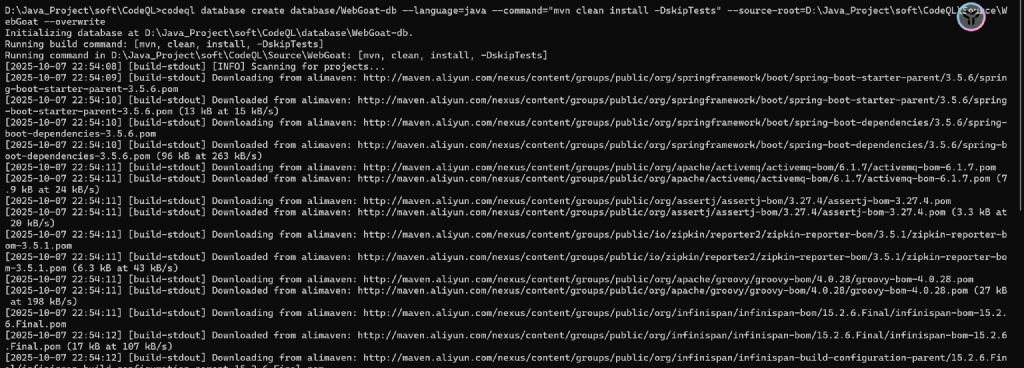 D:\Java_Project\soft\CodeQL>codeql database create database/WebGoat-db --language=java --command="mvn clean install -DskipTests" --source-root=D:\Java_Project\soft\CodeQL\Source\W
ebGoat --overwrite
Initializing database at D:\Java_Project\soft\CodeQL\database\WebGoat-db.
Running build command: [mvn, clean, install, -DskipTests]
Running command in D:\Java_Project\soft\CodeQL\Source\WebGoat: [mvn, clean, install, -DskipTests]
[2025-10-07 22:54:08] [build-stdout] [INFO] Scanning for projects...
[2025-10-07 22:54:09] [build-stdout] Downloading from alimaven: http://maven.aliyun.com/nexus/content/groups/public/org/springframework/boot/spring-boot-starter-parent/3.5.6/sprin
g-boot-starter-parent-3.5.6.pom
[2025-10-07 22:54:10] [build-stdout] Downloaded from alimaven: http://maven.aliyun.com/nexus/content/groups/public/org/springframework/boot/spring-boot-starter-parent/3.5.6/spring
-boot-starter-parent-3.5.6.pom (13 kB at 15 kB/s)
[2025-10-07 22:54:10] [build-stdout] Downloading from alimaven: http://maven.aliyun.com/nexus/content/groups/public/org/springframework/boot/spring-boot-dependencies/3.5.6/spring-
boot-dependencies-3.5.6.pom
[2025-10-07 22:54:10] [build-stdout] Downloaded from alimaven: http://maven.aliyun.com/nexus/content/groups/public/org/springframework/boot/spring-boot-dependencies/3.5.6/spring-b
oot-dependencies-3.5.6.pom (96 kB at 263 kB/s)
[2025-10-07 22:54:11] [build-stdout] Downloading from alimaven: http://maven.aliyun.com/nexus/content/groups/public/org/apache/activemq/activemq-bom/6.1.7/activemq-bom-6.1.7.pom
[2025-10-07 22:54:11] [build-stdout] Downloaded from alimaven: http://maven.aliyun.com/nexus/content/groups/public/org/apache/activemq/activemq-bom/6.1.7/activemq-bom-6.1.7.pom (7
.9 kB at 24 kB/s)
[2025-10-07 22:54:11] [build-stdout] Downloading from alimaven: http://maven.aliyun.com/nexus/content/groups/public/org/assertj/assertj-bom/3.27.4/assertj-bom-3.27.4.pom
[2025-10-07 22:54:11] [build-stdout] Downloaded from alimaven: http://maven.aliyun.com/nexus/content/groups/public/org/assertj/assertj-bom/3.27.4/assertj-bom-3.27.4.pom (3.3 kB at
 20 kB/s)
[2025-10-07 22:54:11] [build-stdout] Downloading from alimaven: http://maven.aliyun.com/nexus/content/groups/public/io/zipkin/reporter2/zipkin-reporter-bom/3.5.1/zipkin-reporter-b
om-3.5.1.pom
[2025-10-07 22:54:11] [build-stdout] Downloaded from alimaven: http://maven.aliyun.com/nexus/content/groups/public/io/zipkin/reporter2/zipkin-reporter-bom/3.5.1/zipkin-reporter-bo
m-3.5.1.pom (6.3 kB at 43 kB/s)
[2025-10-07 22:54:11] [build-stdout] Downloading from alimaven: http://maven.aliyun.com/nexus/content/groups/public/org/apache/groovy/groovy-bom/4.0.28/groovy-bom-4.0.28.pom
[2025-10-07 22:54:11] [build-stdout] Downloaded from alimaven: http://maven.aliyun.com/nexus/content/groups/public/org/apache/groovy/groovy-bom/4.0.28/groovy-bom-4.0.28.pom (27 kB
 at 198 kB/s)
[2025-10-07 22:54:11] [build-stdout] Downloading from alimaven: http://maven.aliyun.com/nexus/content/groups/public/org/infinispan/infinispan-bom/15.2.6.Final/infinispan-bom-15.2.
6.Final.pom
[2025-10-07 22:54:12] [build-stdout] Downloaded from alimaven: http://maven.aliyun.com/nexus/content/groups/public/org/infinispan/infinispan-bom/15.2.6.Final/infinispan-bom-15.2.6
.Final.pom (17 kB at 107 kB/s)
[2025-10-07 22:54:12] [build-stdout] Downloading from alimaven: http://maven.aliyun.com/nexus/content/groups/public/org/infinispan/infinispan-build-configuration-parent/15.2.6.Fin
al/infinispan-build-configuration-parent-15.2.6.Final.pom